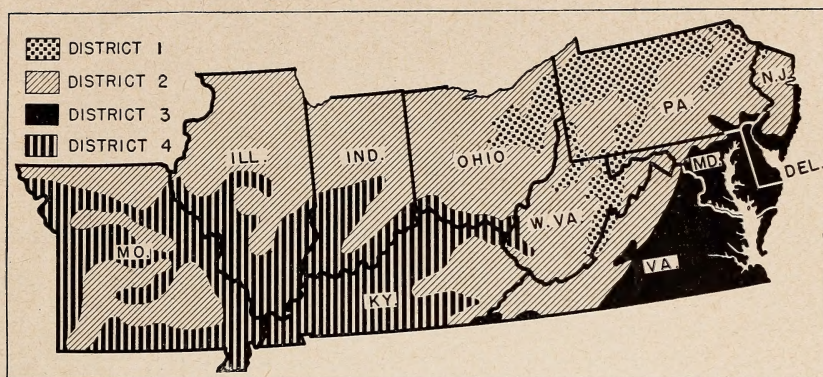 DISTRICT 1
DISTRICT 2
DISTRICT 3
DISTRICT 4
ILL.
IND.
OHIO
PA.
N.J.
MD.
DEL.
W. VA.
VA.
MO.
KY.